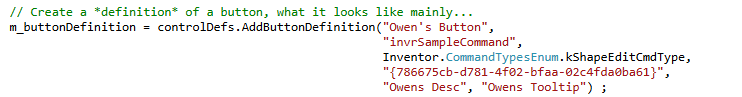 // Create a *definition* of a button, what it looks like mainly...
m_buttonDefinition = controlDefs.AddButtonDefinition("Owen's Button",
"invrSampleCommand",
Inventor.CommandTypesEnum.kShapeEditCmdType,
"{786675cb-d781-4f02-bfaa-02c4fda0ba61}",
"Owens Desc", "Owens Tooltip") ;